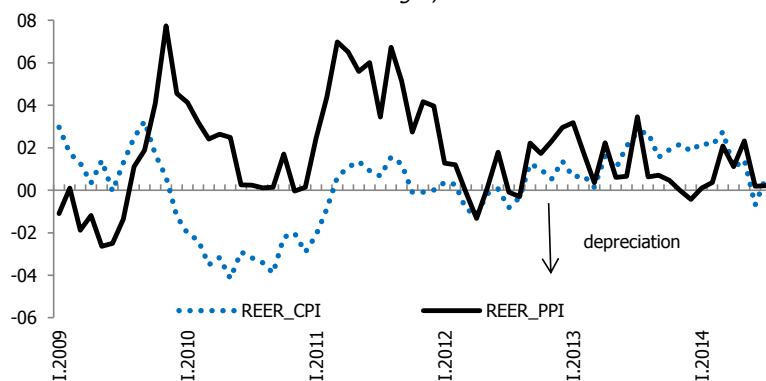 08
06
04
02
00
-02
-04
-06
depreciation
REER_CPI
REER_PPI
I.2009
I.2010
I.2011
I.2012
I.2013
I.2014